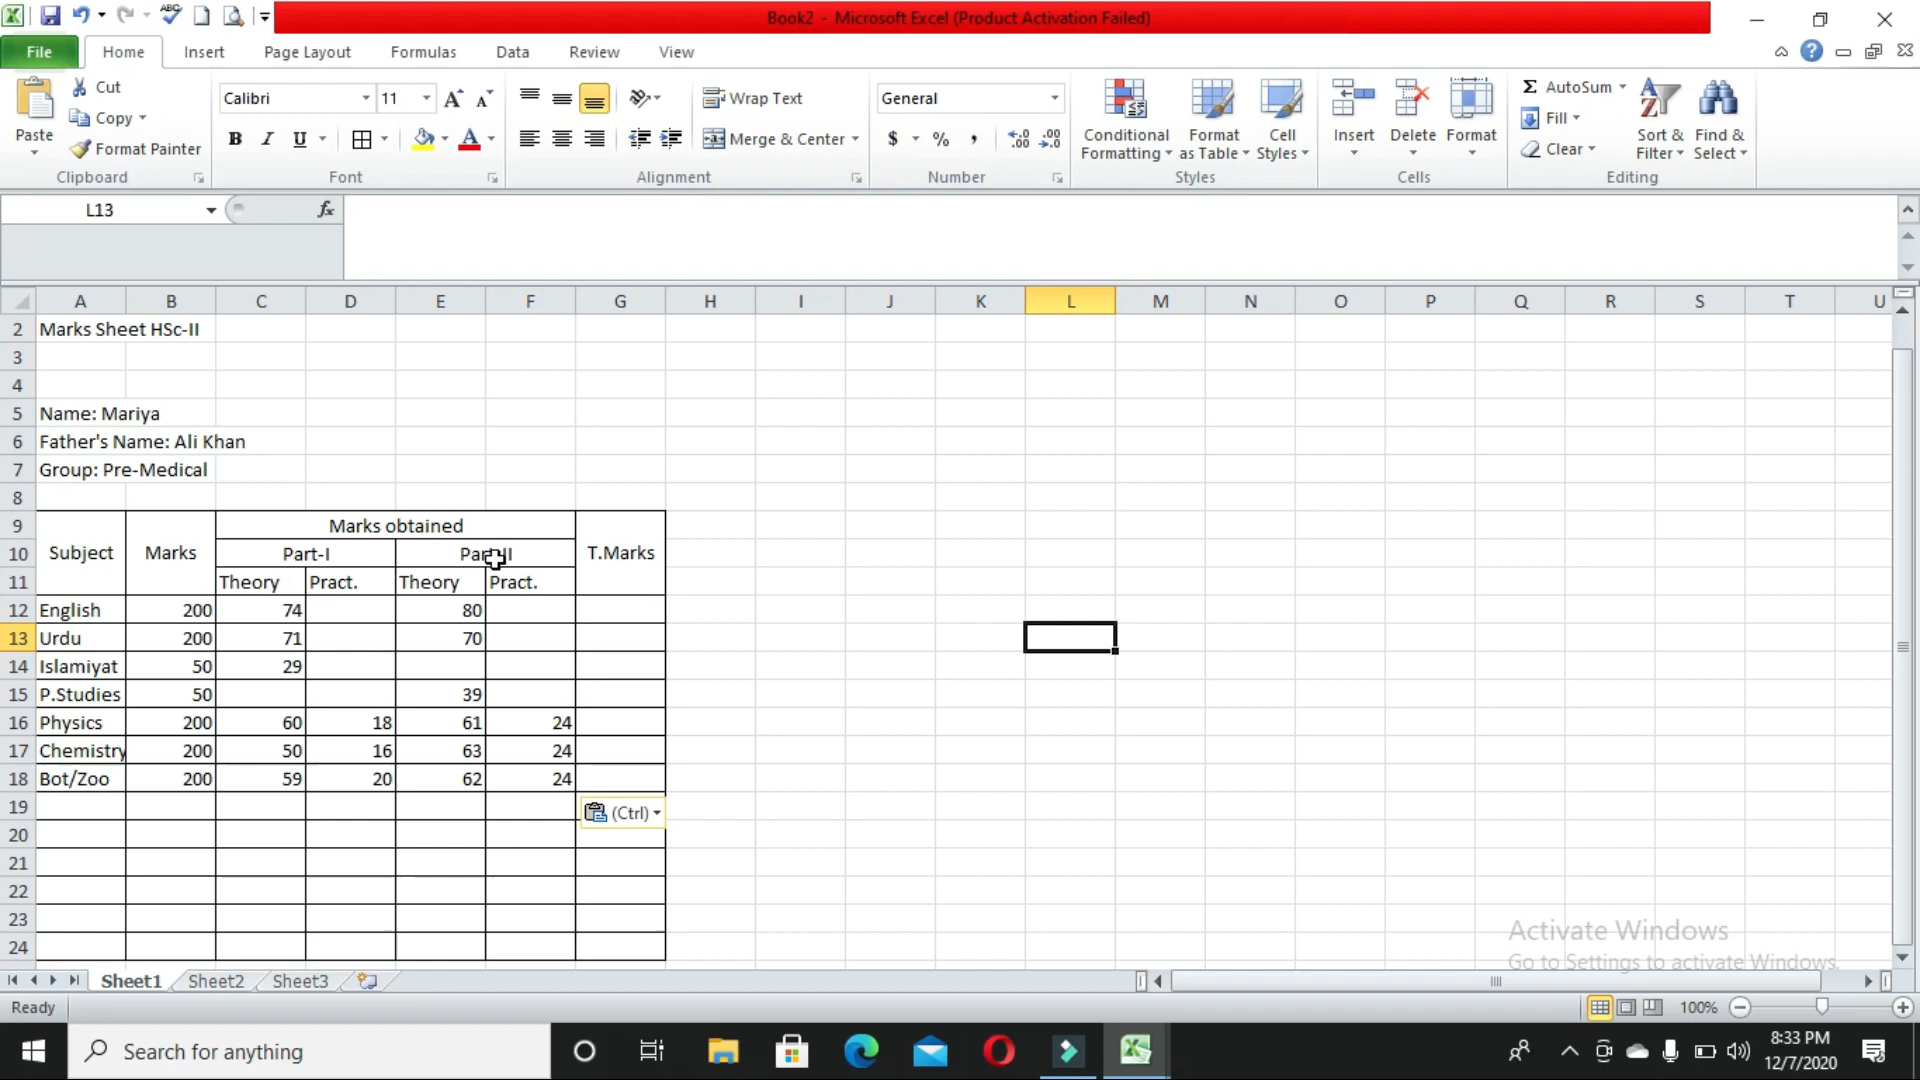 Book2 - Microsoft Excel (Product Activation Failed)
File Home Insert Page Layout Formulas Data Review View
Paste Cut Copy Format Painter Clipboard
Calibri 11 B I U Font
Wrap Text Merge & Center Alignment
General $ % , Number
Conditional Formatting Format as Table Cell Styles Styles
Insert Delete Format Cells
Σ AutoSum Fill Clear Sort & Filter Find & Select Editing
L13 fx
A B C D E F G H I J K L M N O P Q R S T U
2 Marks Sheet HSc-II
3
4
5 Name: Mariya
6 Father's Name: Ali Khan
7 Group: Pre-Medical
8
9 Marks obtained
10 Subject Marks Part-I Part-II T.Marks
11 Theory Pract. Theory Pract.
12 English 200 74 80
13 Urdu 200 71 70
14 Islamiyat 50 29
15 P.Studies 50 39
16 Physics 200 60 18 61 24
17 Chemistry 200 50 16 63 24
18 Bot/Zoo 200 59 20 62 24
19 (Ctrl)
20
21
22
23
24
Activate Windows
Go to Settings to activate Windows.
Sheet1 Sheet2 Sheet3
Ready 100%
Search for anything
8:33 PM
12/7/2020